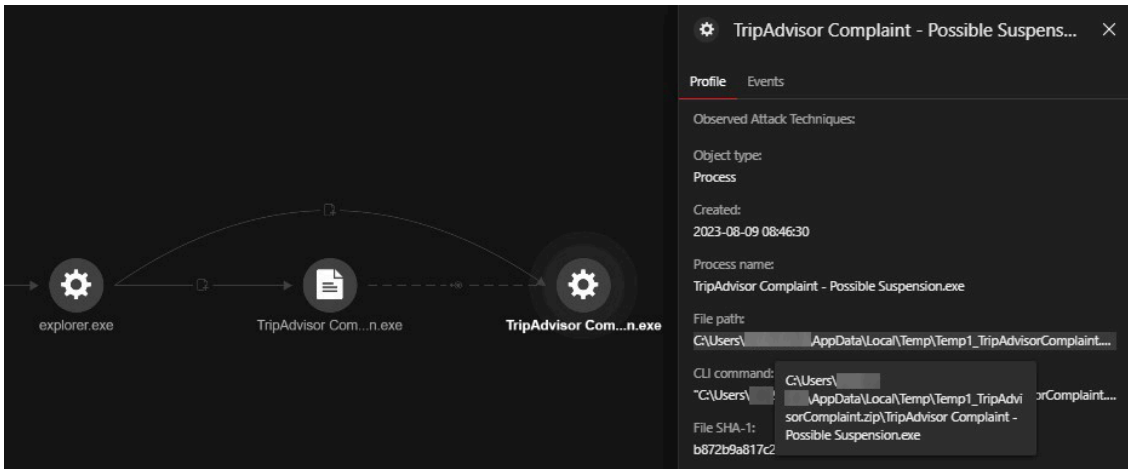 TripAdvisor Complaint - Possible Suspens...
Profile Events
Observed Attack Techniques:
Object type:
Process
Created:
2023-08-09 08:46:30
Process name:
TripAdvisor Complaint - Possible Suspension.exe
File path:
C:\Users\ \AppData\Local\Temp\Temp1_TripAdvisorComplaint....
CLI command:
"C:\Users\ orComplaint....
C:\Users\
\AppData\Local\Temp\Temp1_TripAdvi
sorComplaint.zip\TripAdvisor Complaint -
Possible Suspension.exe
File SHA-1:
b872b9a817c2
explorer.exe
TripAdvisor Com...n.exe
TripAdvisor Com...n.exe